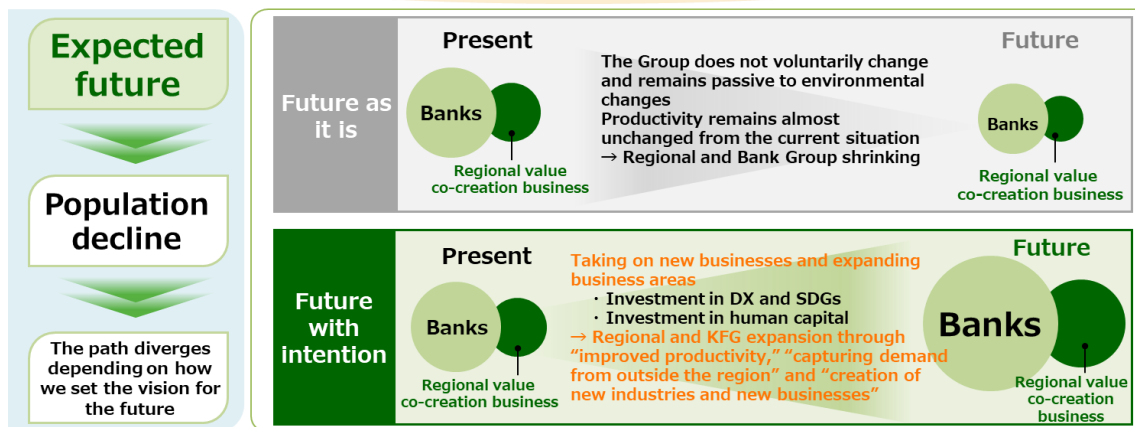 Expected
future
Population
decline
The path diverges
depending on how
we set the vision for
the future
Future as
it is
Present
Banks
Regional value
co-creation business
The Group does not voluntarily change
and remains passive to environmental
changes
Productivity remains almost
unchanged from the current situation
→ Regional and Bank Group shrinking
Future
Banks
Regional value
co-creation business
Future
with
intention
Present
Banks
Regional value
co-creation business
Taking on new businesses and expanding
business areas
・Investment in DX and SDGs
・Investment in human capital
→ Regional and KFG expansion through
“improved productivity,” “capturing demand
from outside the region” and “creation of
new industries and new businesses”
Future
Banks
Regional value
co-creation
business